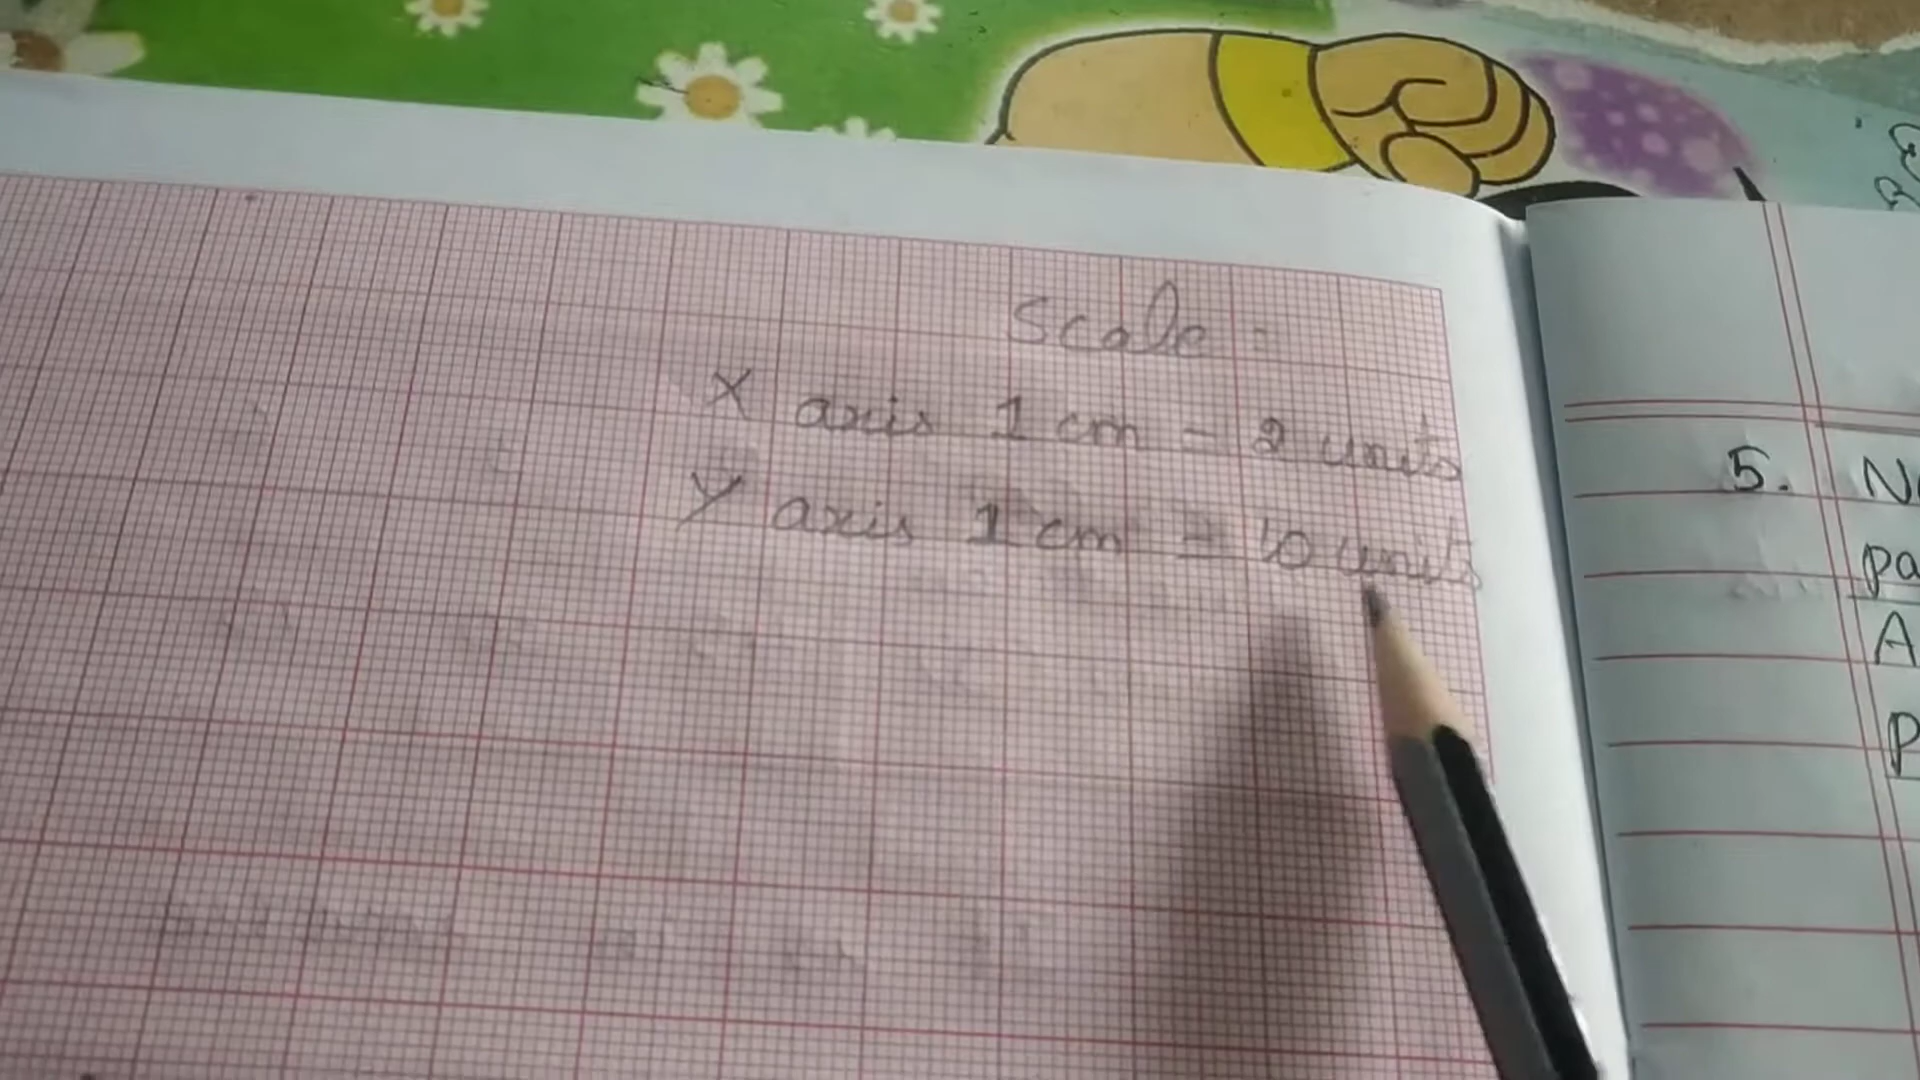 Scale :
X axis 1 cm - 2 units
Y axis 1 cm = 10 units
5.
pa
A
P